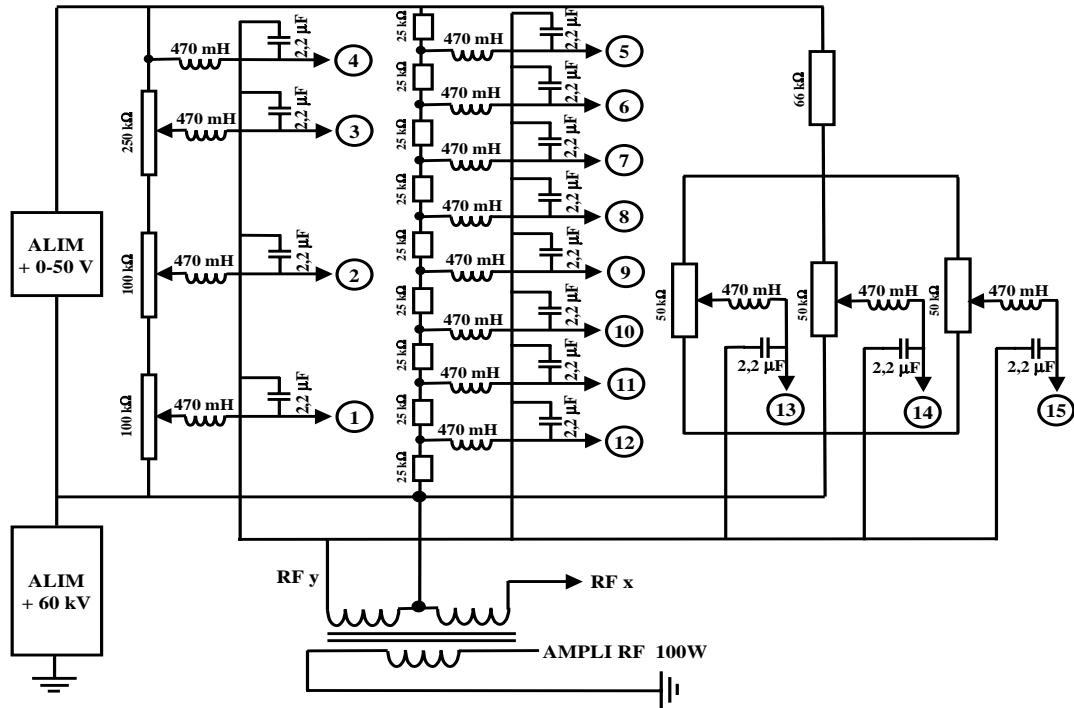 470 mH
2,2 µF
4
250 kΩ
470 mH
2,2 µF
3
100 kΩ
470 mH
2,2 µF
2
100 kΩ
470 mH
2,2 µF
1
ALIM
+ 0-50 V
ALIM
+ 60 kV
25 kΩ
470 mH
2,2 µF
5
25 kΩ
470 mH
2,2 µF
6
25 kΩ
470 mH
2,2 µF
7
25 kΩ
470 mH
2,2 µF
8
25 kΩ
470 mH
2,2 µF
9
25 kΩ
470 mH
2,2 µF
10
25 kΩ
470 mH
2,2 µF
11
25 kΩ
470 mH
2,2 µF
12
25 kΩ
66 kΩ
50 kΩ
470 mH
2,2 µF
13
50 kΩ
470 mH
2,2 µF
14
50 kΩ
470 mH
2,2 µF
15
RF y
RF x
AMPLI RF 100W